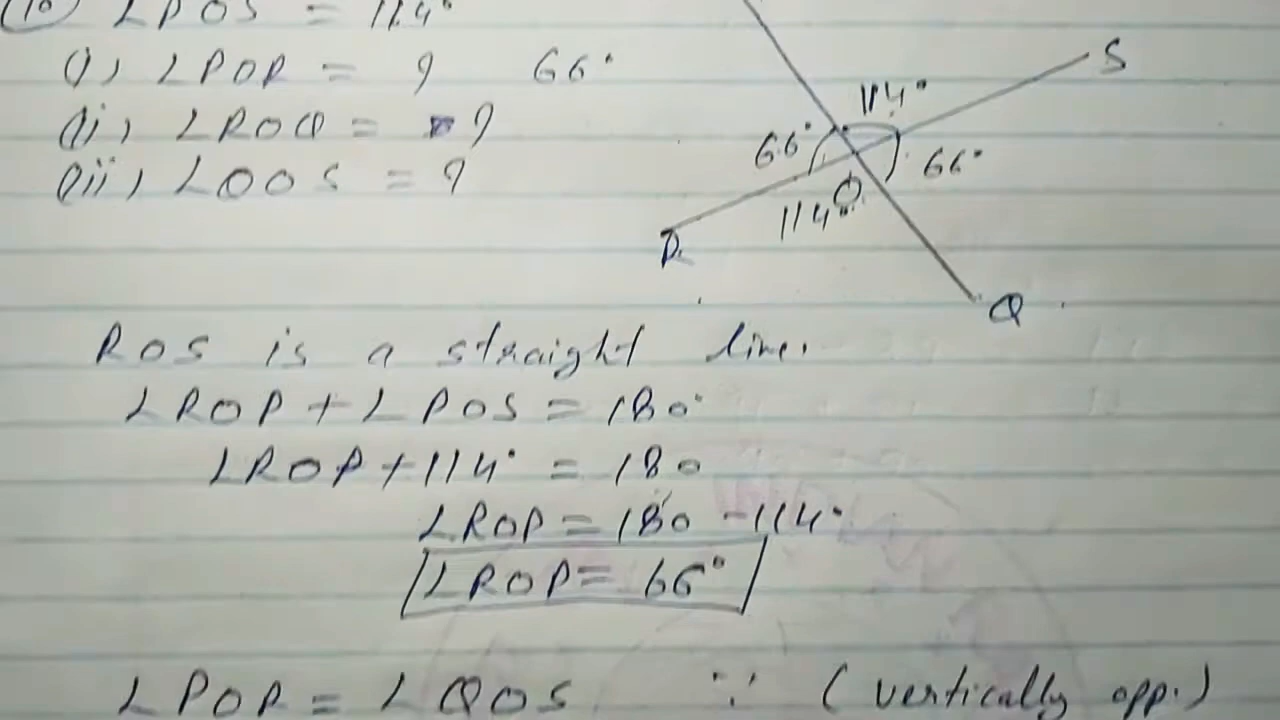 (10) ∠POS = 114°
(i), ∠POR = ? 66°
(ii), ∠ROQ = ?
(iii), ∠QOS = ?
S
114°
66°
66°
O
114°
R
Q
ROS is a straight line.
∠ROP + ∠POS = 180°
∠ROP + 114° = 180
∠ROP = 180 - 114°
∠ROP = 66°
∠POR = ∠QOS ∵ (vertically opp.)